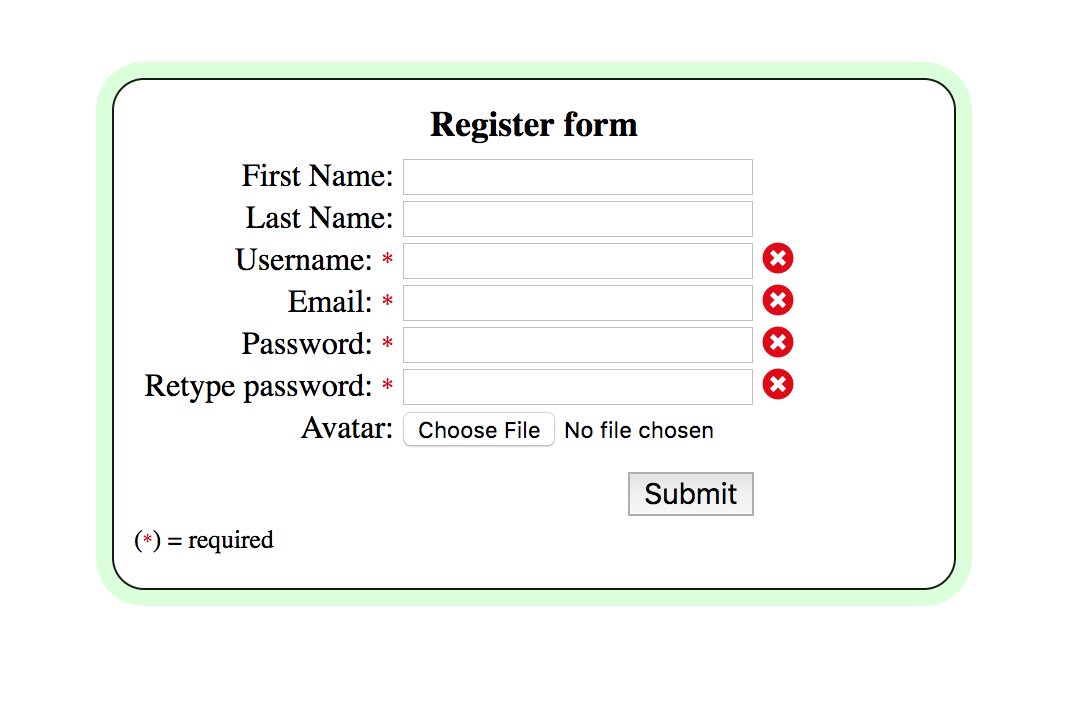 Register form
First Name:
Last Name:
Username: *
Email: *
Password: *
Retype password: *
Avatar: Choose File No file chosen
Submit
(*) = required